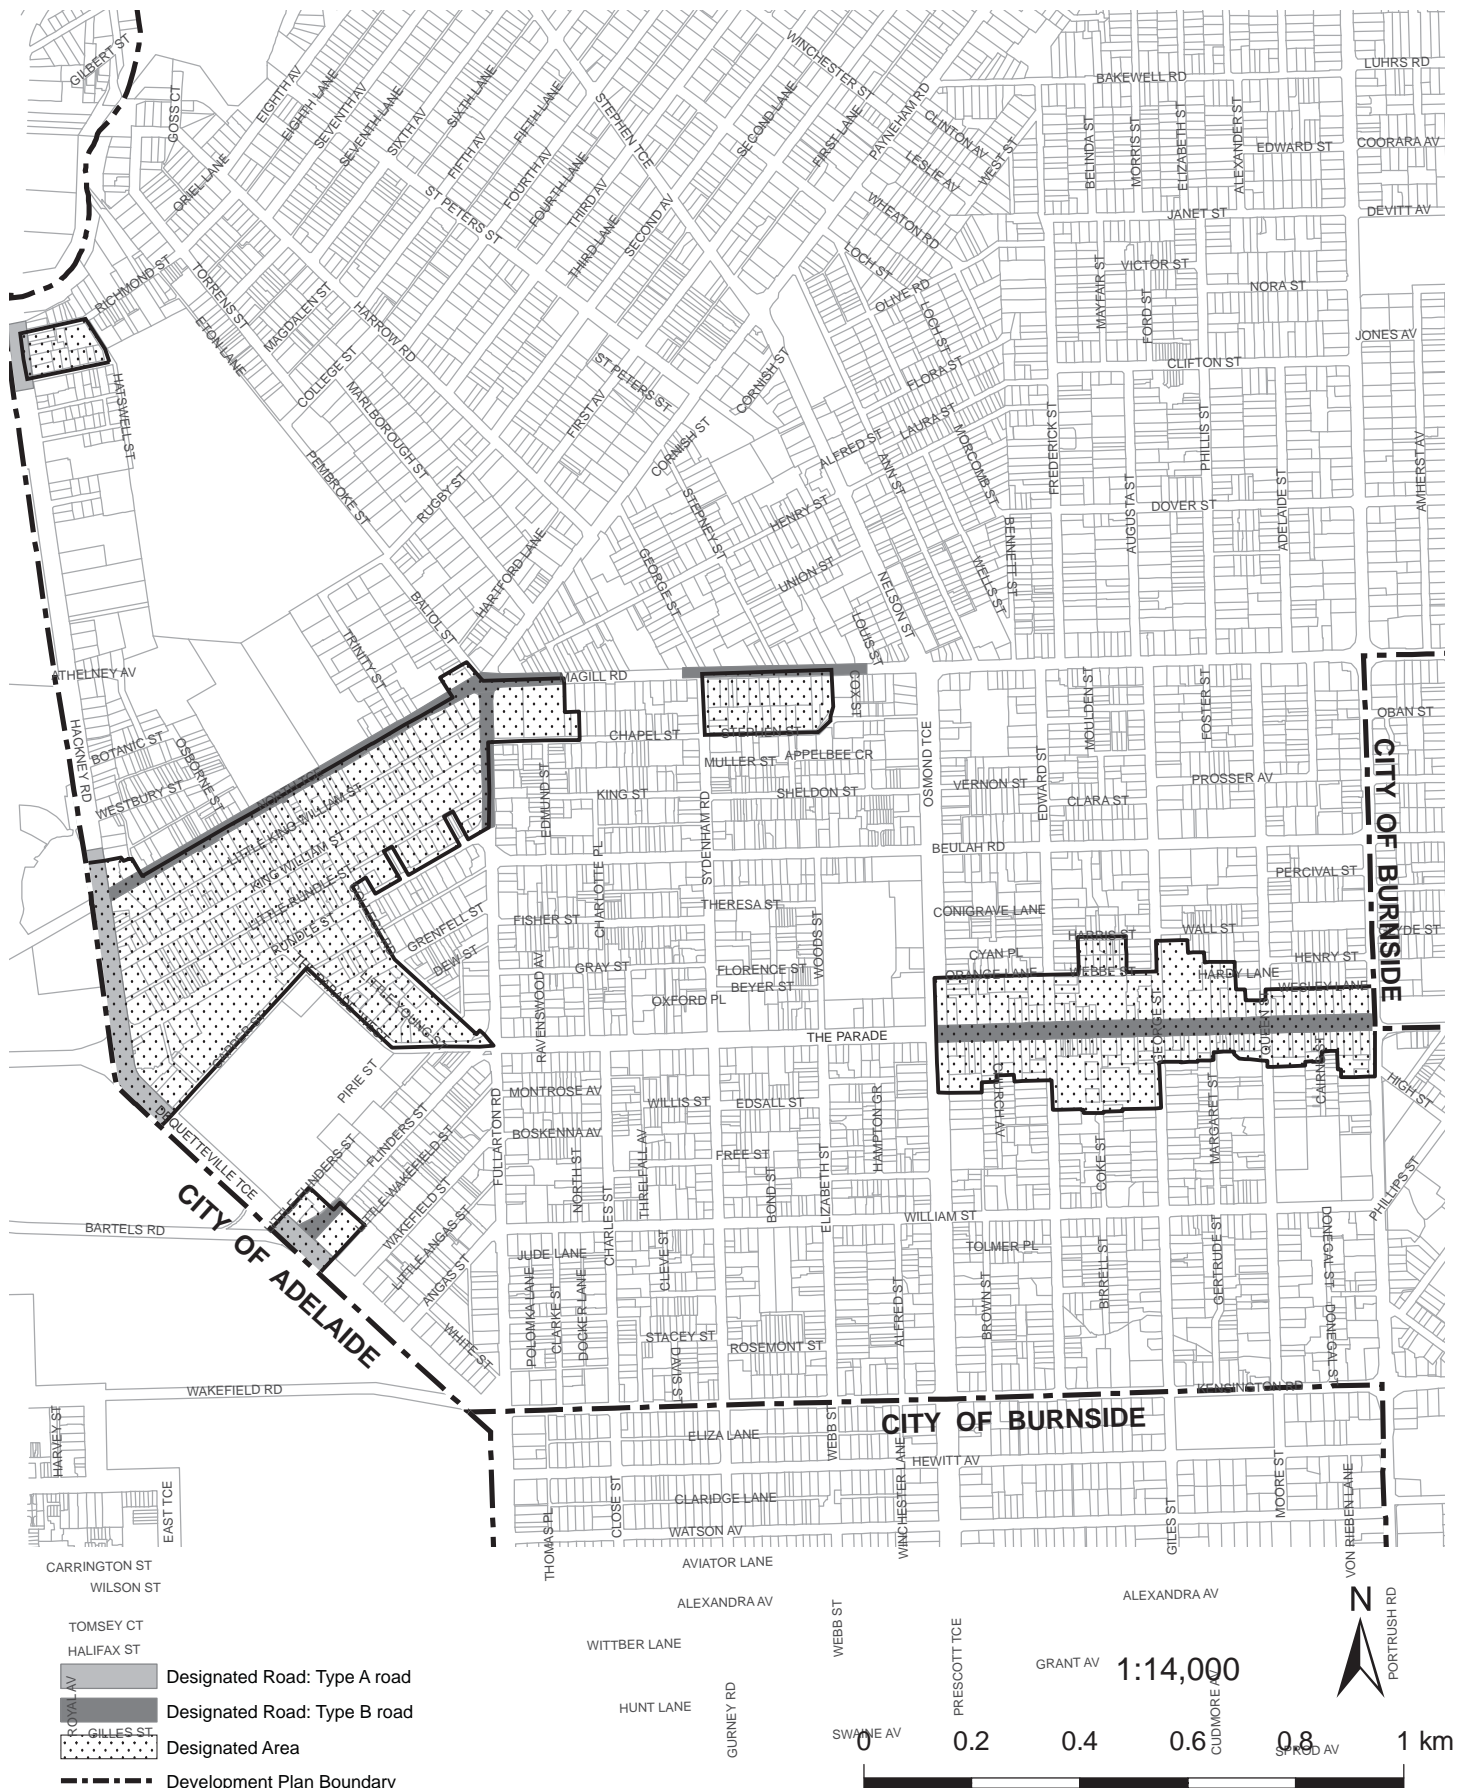 GILBERT ST
GOSS CT
EIGHTH AV
EIGHTH LANE
SEVENTH AV
SEVENTH LANE
SIXTH AV
SIXTH LANE
FIFTH AV
FIFTH LANE
FOURTH AV
FOURTH LANE
THIRD AV
THIRD LANE
SECOND AV
STEPHEN TCE
SECOND LANE
WINCHESTER ST
FIRST LANE
PAYNEHAM RD
CLINTON AV
LESLIE AV
WEST ST
WHEATON RD
BAKEWELL RD
LUHRS RD
BELINDA ST
MORRIS ST
ELIZABETH ST
ALEXANDER ST
EDWARD ST
COORARA AV
JANET ST
DEVITT AV
ORIEL LANE
ST PETERS ST
LOCH ST
OLIVE RD
LOCH ST
MAYFAIR ST
VICTOR ST
FORD ST
NORA ST
JONES AV
CLIFTON ST
RICHMOND ST
TORRENS ST
ETON LANE
MAGDALEN ST
HARROW RD
COLLEGE ST
MARLBOROUGH ST
PEMBROKE ST
RUGBY ST
HATSWELL ST
FIRST AV
ST PETERS ST
CORNISH ST
CORNISH ST
FLORA ST
LAURA ST
ALFRED ST
ANN ST
MORCOMB ST
FREDERICK ST
PHILLIS ST
AUGUSTA ST
DOVER ST
ADELAIDE ST
AMHERST AV
HENRY ST
STEPNEY ST
UNION ST
GEORGE ST
HARTFORD LANE
BENNETT ST
WELLS ST
NELSON ST
LOUIS ST
BALIOL ST
TRINITY ST
ATHELNEY AV
HACKNEY RD
BOTANIC ST
OSBORNE ST
WESTBURY ST
MAGILL RD
COX ST
STEPHEN ST
CHAPEL ST
MULLER ST
APPELBEE CR
KING ST
SHELDON ST
EDMUND ST
SYDENHAM RD
OSMOND TCE
MOULDEN ST
FOSTER ST
OBAN ST
VERNON ST
EDWARD ST
CLARA ST
PROSSER AV
BEULAH RD
PERCIVAL ST
CITY OF BURNSIDE
LITTLE KING WILLIAM ST
KING WILLIAM ST
LITTLE RUNDLE ST
RUNDLE ST
GRENFELL ST
DEW ST
LITTLE YOUNG ST
CHARLOTTE PL
FISHER ST
THERESA ST
WOODS ST
GRAY ST
FLORENCE ST
BEYER ST
OXFORD PL
RAVENSWOOD AV
CONIGRAVE LANE
CYAN PL
ORANGE LANE
HARRIS ST
WEBBE ST
WALL ST
HARDY LANE
HENRY ST
WESLEY LANE
GEORGE ST
QUEEN ST
THE PARADE
CHURCH AV
MARGARET ST
HIGH ST
PIRIE ST
FLINDERS ST
LITTLE WAKEFIELD ST
WAKEFIELD ST
LITTLE ANGAS ST
ANGAS ST
WHITE ST
FULLARTON RD
MONTROSE AV
WILLIS ST
EDSALL ST
HAMPTON GR
BOSKENNA AV
FREE ST
NORTH ST
THRELFALL AV
BOND ST
ELIZABETH ST
COKE ST
PHILLIPS ST
CHARLES ST
WILLIAM ST
TOLMER PL
JUDE LANE
CLEVE ST
BIRRELL ST
GERTRUDE ST
DONEGAL ST
DONEGAL ST
POLOMKA LANE
CLARKE ST
DOCKER LANE
STACEY ST
DAVIS ST
ROSEMONT ST
ALFRED ST
BROWN ST
DEQUETTEVILLE TCE
BARTELS RD
CITY OF ADELAIDE
WAKEFIELD RD
KENSINGTON RD
CITY OF BURNSIDE
ELIZA LANE
WEBB ST
HEWITT AV
WINCHESTER LANE
CLARIDGE LANE
CLOSE ST
THOMAS PL
WATSON AV
GILES ST
MOORE ST
VON RIEBEN LANE
HARVEY ST
EAST TCE
CARRINGTON ST
WILSON ST
TOMSEY CT
HALIFAX ST
AVIATOR LANE
ALEXANDRA AV
ALEXANDRA AV
WITTBER LANE
WEBB ST
PRESCOTT TCE
GRANT AV
PORTRUSH RD
HUNT LANE
GURNEY RD
SWAINE AV
CUDMORE AV
SPROD AV
ROYAL AV
GILLES ST
N
1:14,000
0 0.2 0.4 0.6 0.8 1 km
Designated Road: Type A road
Designated Road: Type B road
Designated Area
Development Plan Boundary